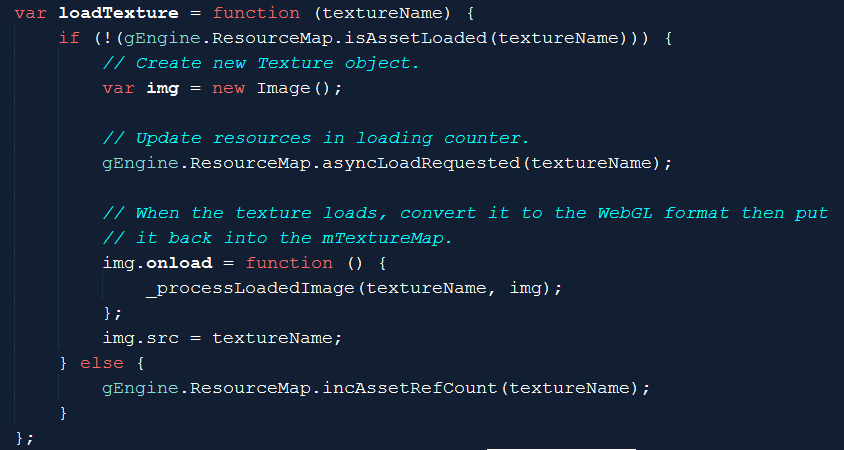 var loadTexture = function (textureName) {
    if (!(gEngine.ResourceMap.isAssetLoaded(textureName))) {
        // Create new Texture object.
        var img = new Image();

        // Update resources in loading counter.
        gEngine.ResourceMap.asyncLoadRequested(textureName);

        // When the texture loads, convert it to the WebGL format then put
        // it back into the mTextureMap.
        img.onload = function () {
            _processLoadedImage(textureName, img);
        };
        img.src = textureName;
    } else {
        gEngine.ResourceMap.incAssetRefCount(textureName);
    }
};